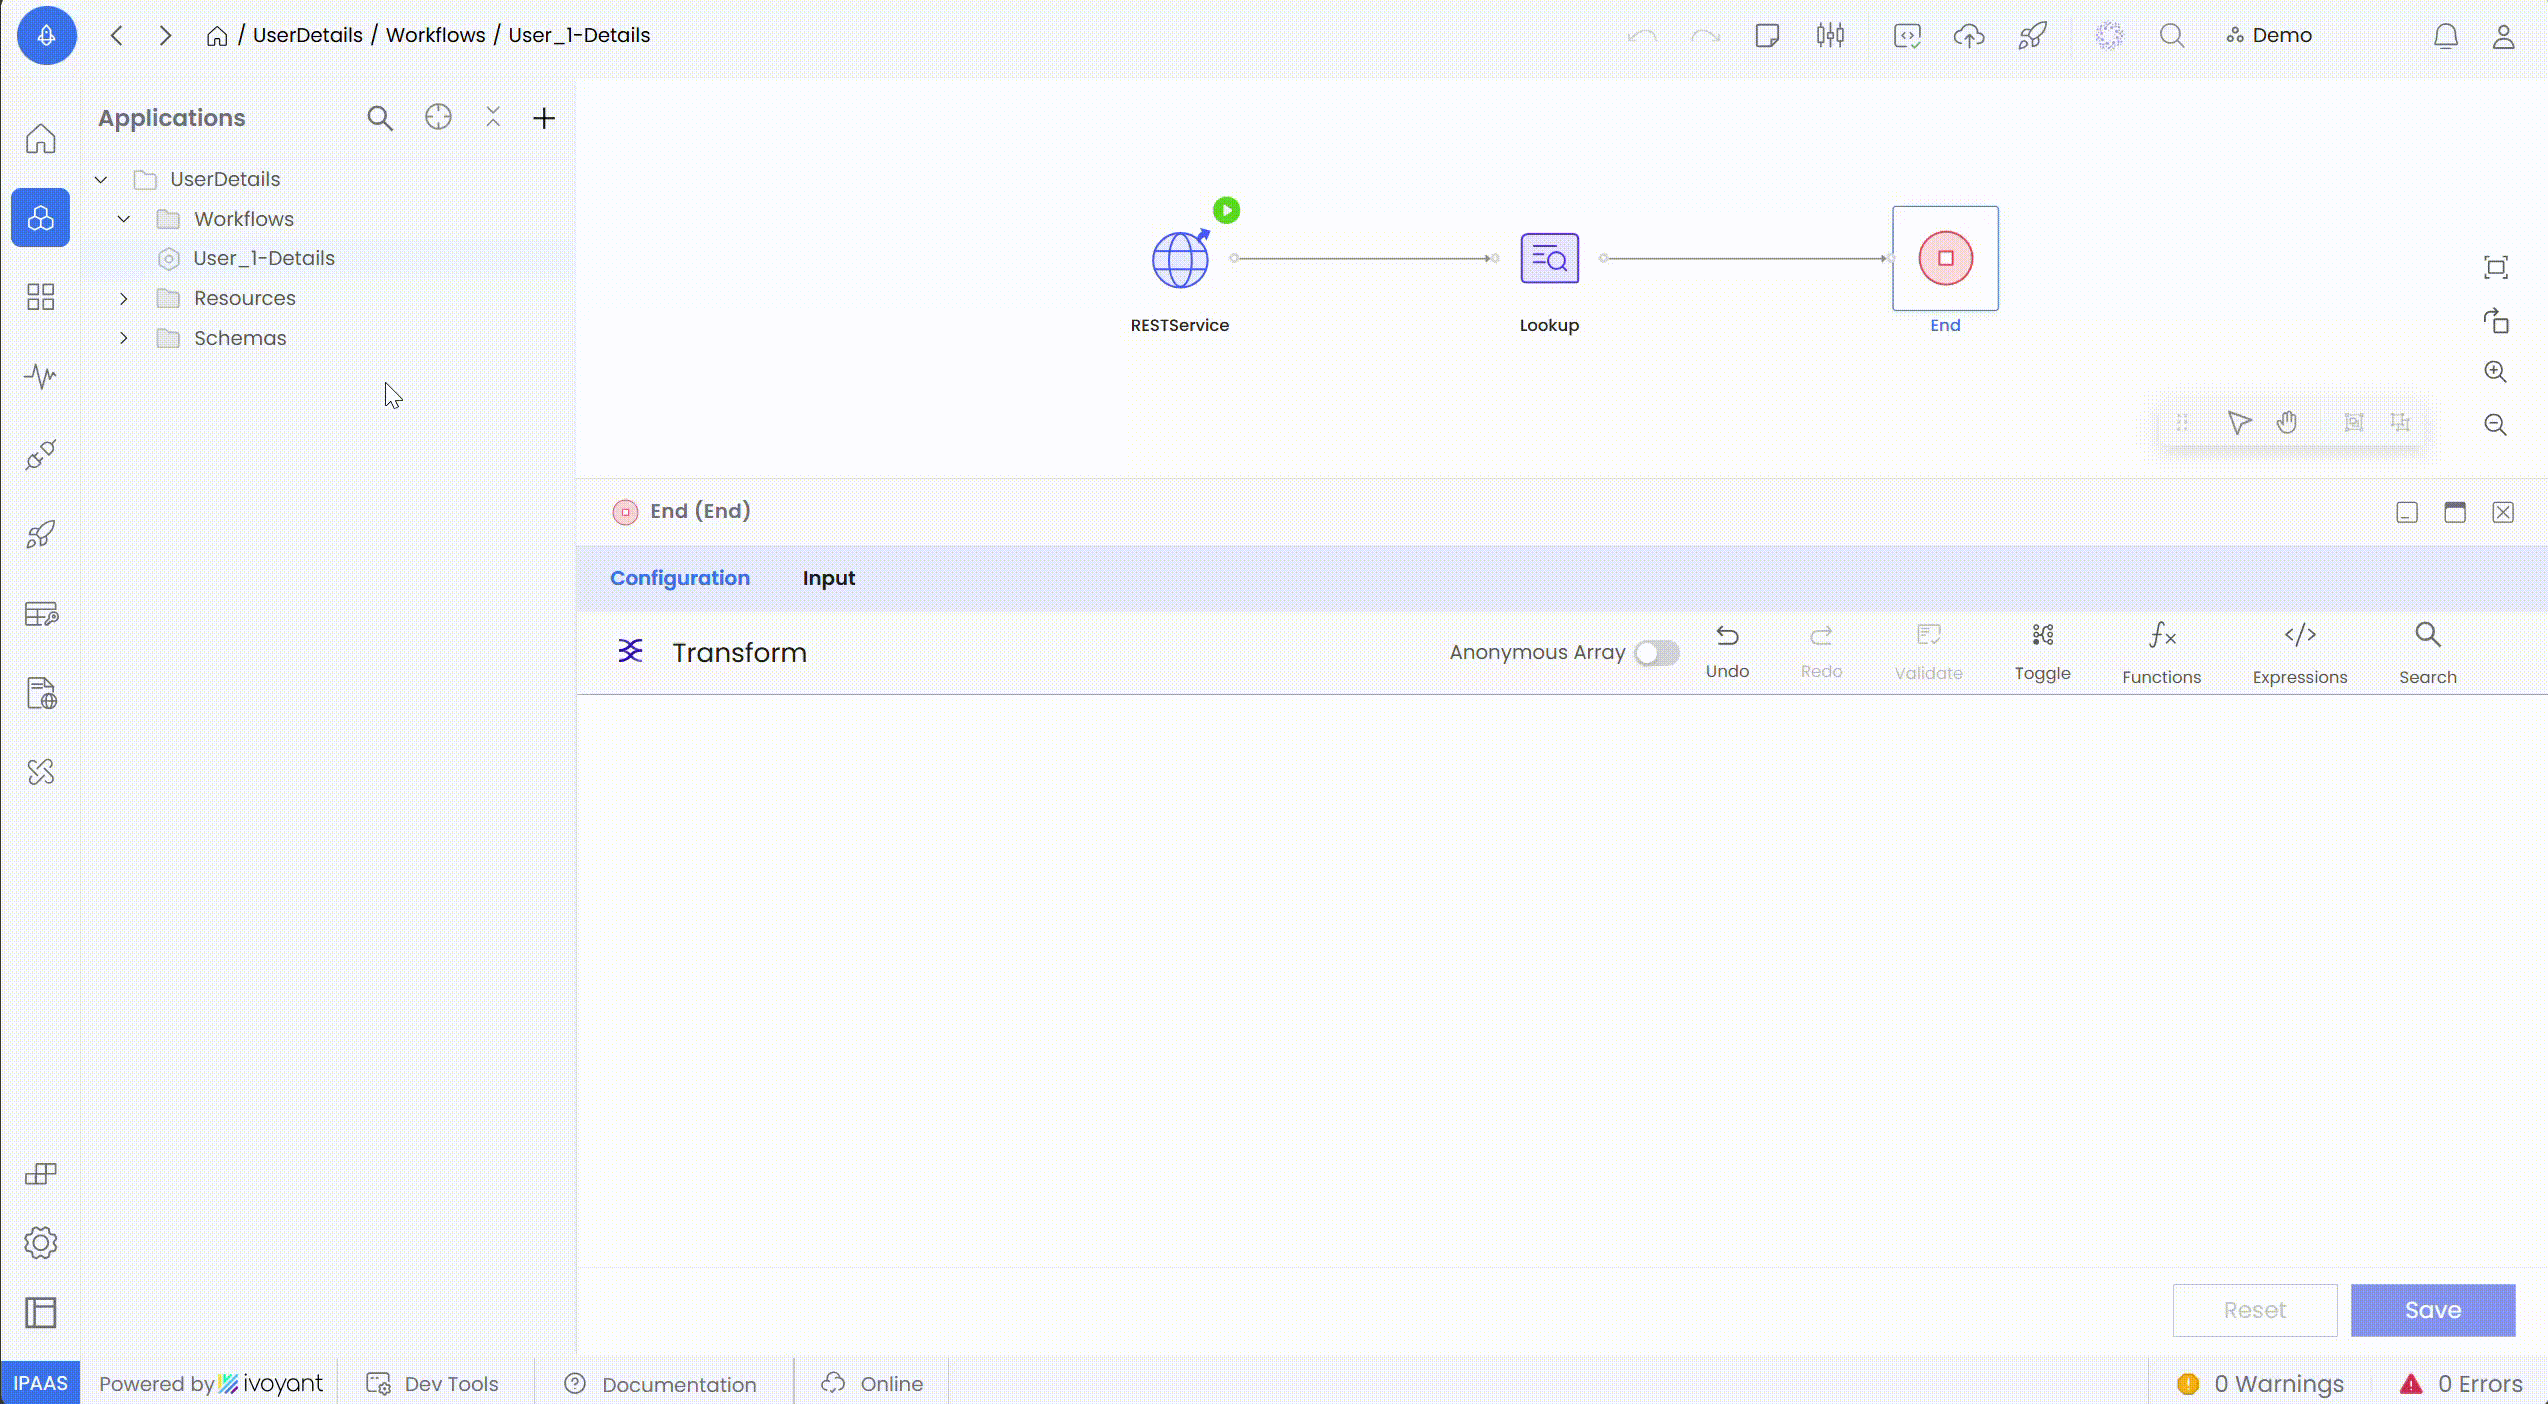 / UserDetails / Workflows / User_1-Details
Demo
Applications
UserDetails
Workflows
User_1-Details
Resources
Schemas
RESTService
Lookup
End
End (End)
Configuration
Input
Transform
Anonymous Array
Undo
Redo
Validate
Toggle
Functions
Expressions
Search
Reset
Save
IPAAS
Powered by ivoyant
Dev Tools
Documentation
Online
0 Warnings
0 Errors